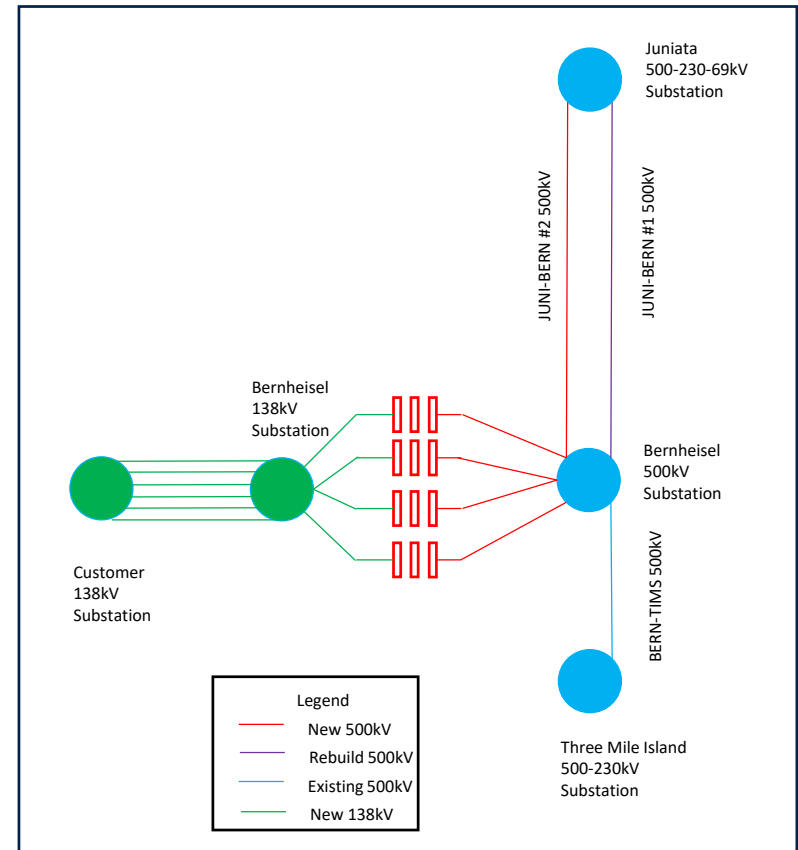 Juniata
500-230-69kV
Substation
JUNI-BERN #2 500kV
JUNI-BERN #1 500kV
Bernheisel
138kV
Substation
Bernheisel
500kV
Substation
Customer
138kV
Substation
BERN-TIMS 500kV
Three Mile Island
500-230kV
Substation
Legend
New 500kV
Rebuild 500kV
Existing 500kV
New 138kV